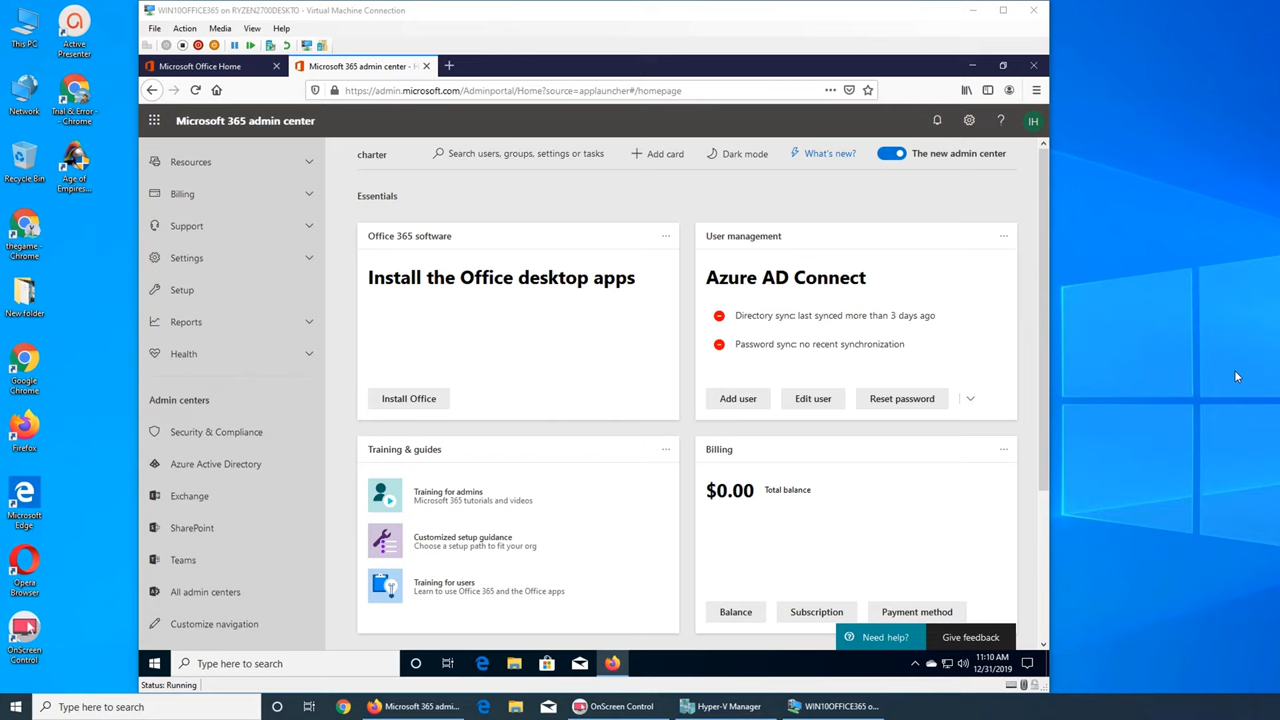 This PC
Active
Presenter
Network
Trial & Error -
- Chrome
Recycle Bin
Age of
Empires...
thegame -
Chrome
New folder
Google
Chrome
Firefox
Microsoft
Edge
Opera
Browser
OnScreen
Control
WIN10OFFICE365 on RYZEN2700DESKTO - Virtual Machine Connection
File Action Media View Help
Microsoft Office Home
Microsoft 365 admin center - H
https://admin.microsoft.com/Adminportal/Home?source=applauncher#/homepage
Microsoft 365 admin center
IH
Resources
Billing
Support
Settings
Setup
Reports
Health
Admin centers
Security & Compliance
Azure Active Directory
Exchange
SharePoint
Teams
All admin centers
Customize navigation
charter
Search users, groups, settings or tasks
Add card
Dark mode
What's new?
The new admin center
Essentials
Office 365 software
Install the Office desktop apps
Install Office
User management
Azure AD Connect
Directory sync: last synced more than 3 days ago
Password sync: no recent synchronization
Add user
Edit user
Reset password
Training & guides
Training for admins
Microsoft 365 tutorials and videos
Customized setup guidance
Choose a setup path to fit your org
Training for users
Learn to use Office 365 and the Office apps
Billing
$0.00 Total balance
Balance
Subscription
Payment method
Need help?
Give feedback
Type here to search
11:10 AM
12/31/2019
Status: Running
Type here to search
Microsoft 365 admi...
OnScreen Control
Hyper-V Manager
WIN10OFFICE365 o...